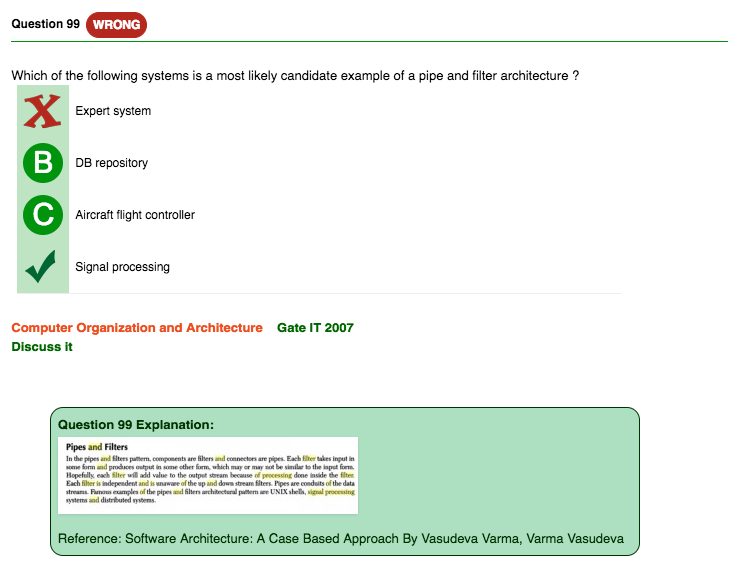 Question 99 WRONG
Which of the following systems is a most likely candidate example of a pipe and filter architecture ?
X Expert system
B DB repository
C Aircraft flight controller
Signal processing
Computer Organization and Architecture Gate IT 2007
Discuss it
Question 99 Explanation:
Pipes and Filters
In the pipes and filters pattern, components are filters and connectors are pipes. Each filter takes input in
some form and produces output in some other form, which may or may not be similar to the input form.
Hopefully, each filter will add value to the output stream because of processing done inside the filter.
Each filter is independent and is unaware of the up and down stream filters. Pipes are conduits of the data
streams. Famous examples of the pipes and filters architectural pattern are UNIX shells, signal processing
systems and distributed systems.
Reference: Software Architecture: A Case Based Approach By Vasudeva Varma, Varma Vasudeva